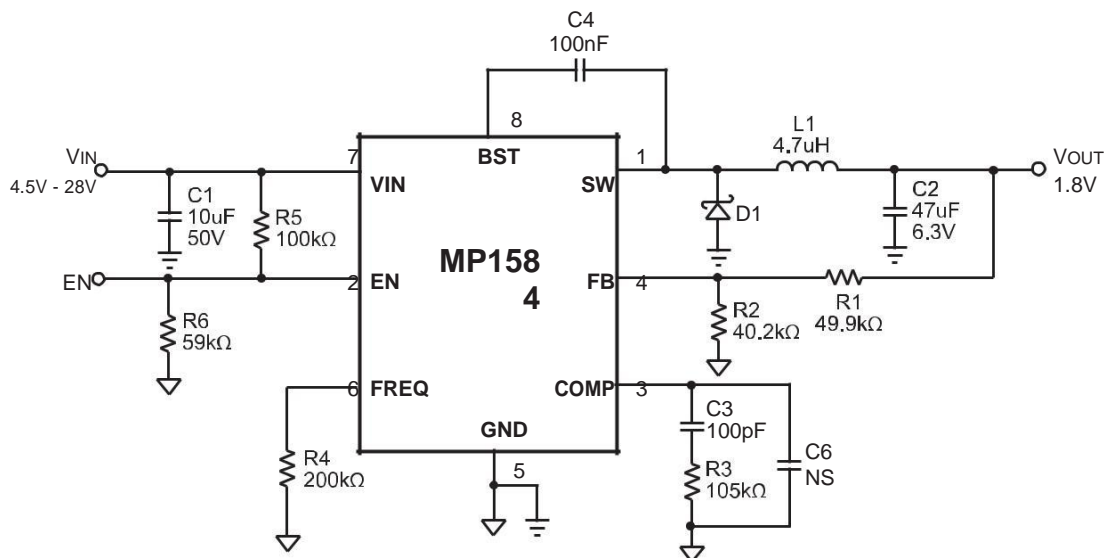 C4
100nF
8
BST
VIN
4.5V - 28V
7
VIN
C1
10uF
50V
R5
100kΩ
1
SW
L1
4.7uH
VOUT
1.8V
D1
C2
47uF
6.3V
MP158
4
EN
2
EN
FB
4
R6
59kΩ
R2
40.2kΩ
R1
49.9kΩ
6
FREQ
COMP
3
GND
5
R4
200kΩ
C3
100pF
R3
105kΩ
C6
NS